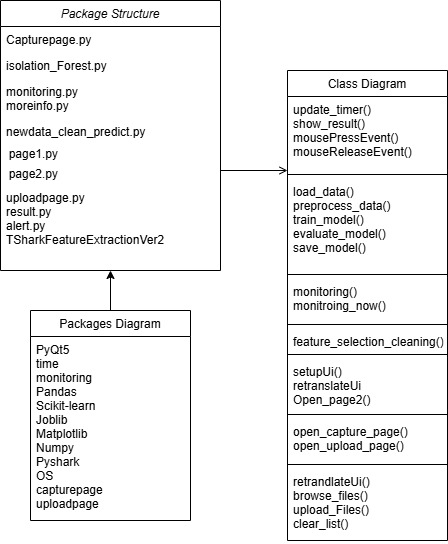 Package Structure
Capturepage.py
isolation_Forest.py
monitoring.py
moreinfo.py
newdata_clean_predict.py
page1.py
page2.py
uploadpage.py
result.py
alert.py
TSharkFeatureExtractionVer2
Packages Diagram
PyQt5
time
monitoring
Pandas
Scikit-learn
Joblib
Matplotlib
Numpy
Pyshark
OS
capturepage
uploadpage
Class Diagram
update_timer()
show_result()
mousePressEvent()
mouseReleaseEvent()
load_data()
preprocess_data()
train_model()
evaluate_model()
save_model()
monitoring()
monitroing_now()
feature_selection_cleaning()
setupUi()
retranslateUi
Open_page2()
open_capture_page()
open_upload_page()
retrandlateUi()
browse_files()
upload_Files()
clear_list()